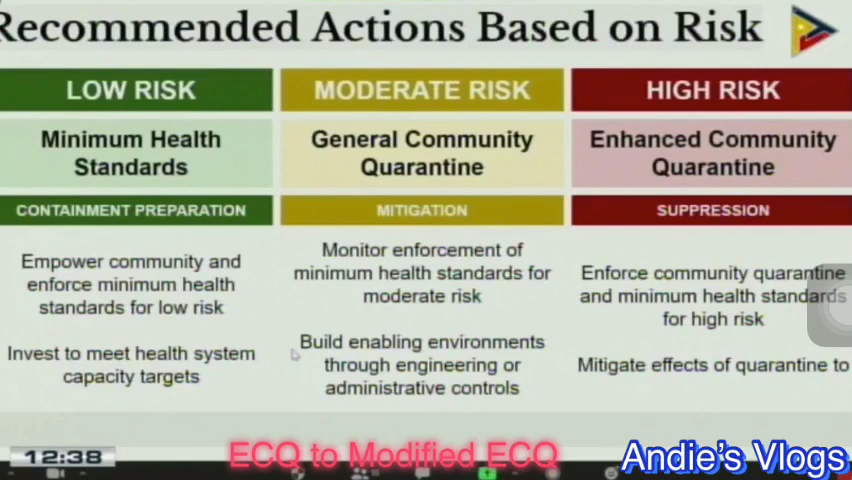 Recommended Actions Based on Risk
LOW RISK
Minimum Health
Standards
CONTAINMENT PREPARATION
Empower community and
enforce minimum health
standards for low risk
Invest to meet health system
capacity targets
MODERATE RISK
General Community
Quarantine
MITIGATION
Monitor enforcement of
minimum health standards for
moderate risk
Build enabling environments
through engineering or
administrative controls
HIGH RISK
Enhanced Community
Quarantine
SUPPRESSION
Enforce community quarantine
and minimum health standards
for high risk
Mitigate effects of quarantine to
12:38
ECQ to Modified ECQ
Andie's Vlogs